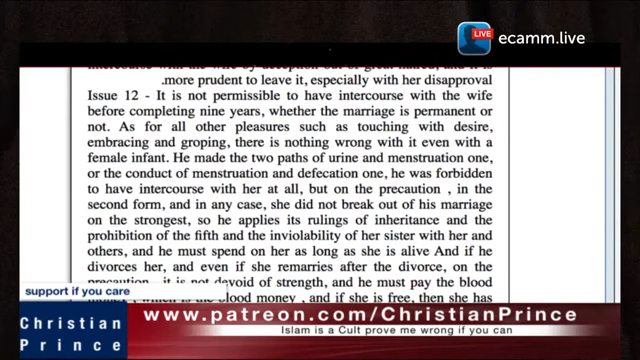 LIVE
ecamm.live
.more prudent to leave it, especially with her disapproval
Issue 12 - It is not permissible to have intercourse with the wife
before completing nine years, whether the marriage is permanent or
not. As for all other pleasures such as touching with desire,
embracing and groping, there is nothing wrong with it even with a
female infant. He made the two paths of urine and menstruation one,
or the conduct of menstruation and defecation one, he was forbidden
to have intercourse with her at all, but on the precaution , in the
second form, and in any case, she did not break out of his marriage
on the strongest, so he applies its rulings of inheritance and the
prohibition of the fifth and the inviolability of her sister with her and
others, and he must spend on her as long as she is alive And if he
divorces her, and even if she remarries after the divorce, on the
it is not devoid of strength, and he must pay the blood
blood money , and if she is free, then she has
support if you care
Christian
Prince
www.patreon.com/ChristianPrince
Islam is a Cult prove me wrong if you can